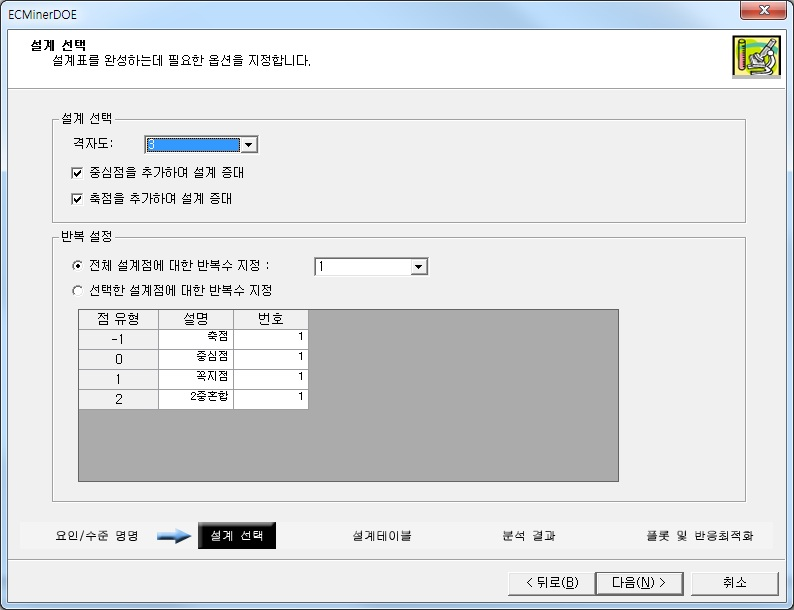 ECMinerDOE
설계 선택
설계표를 완성하는데 필요한 옵션을 지정합니다.
설계 선택
격자도: 3
중심점을 추가하여 설계 증대
축점을 추가하여 설계 증대
반복 설정
전체 설계점에 대한 반복수 지정 : 1
선택한 설계점에 대한 반복수 지정
점 유형 설명 번호
-1 축점 1
0 중심점 1
1 꼭지점 1
2 2중혼합 1
요인/수준 명명 설계 선택 설계테이블 분석 결과 플롯 및 반응최적화
< 뒤로(B) 다음(N) > 취소